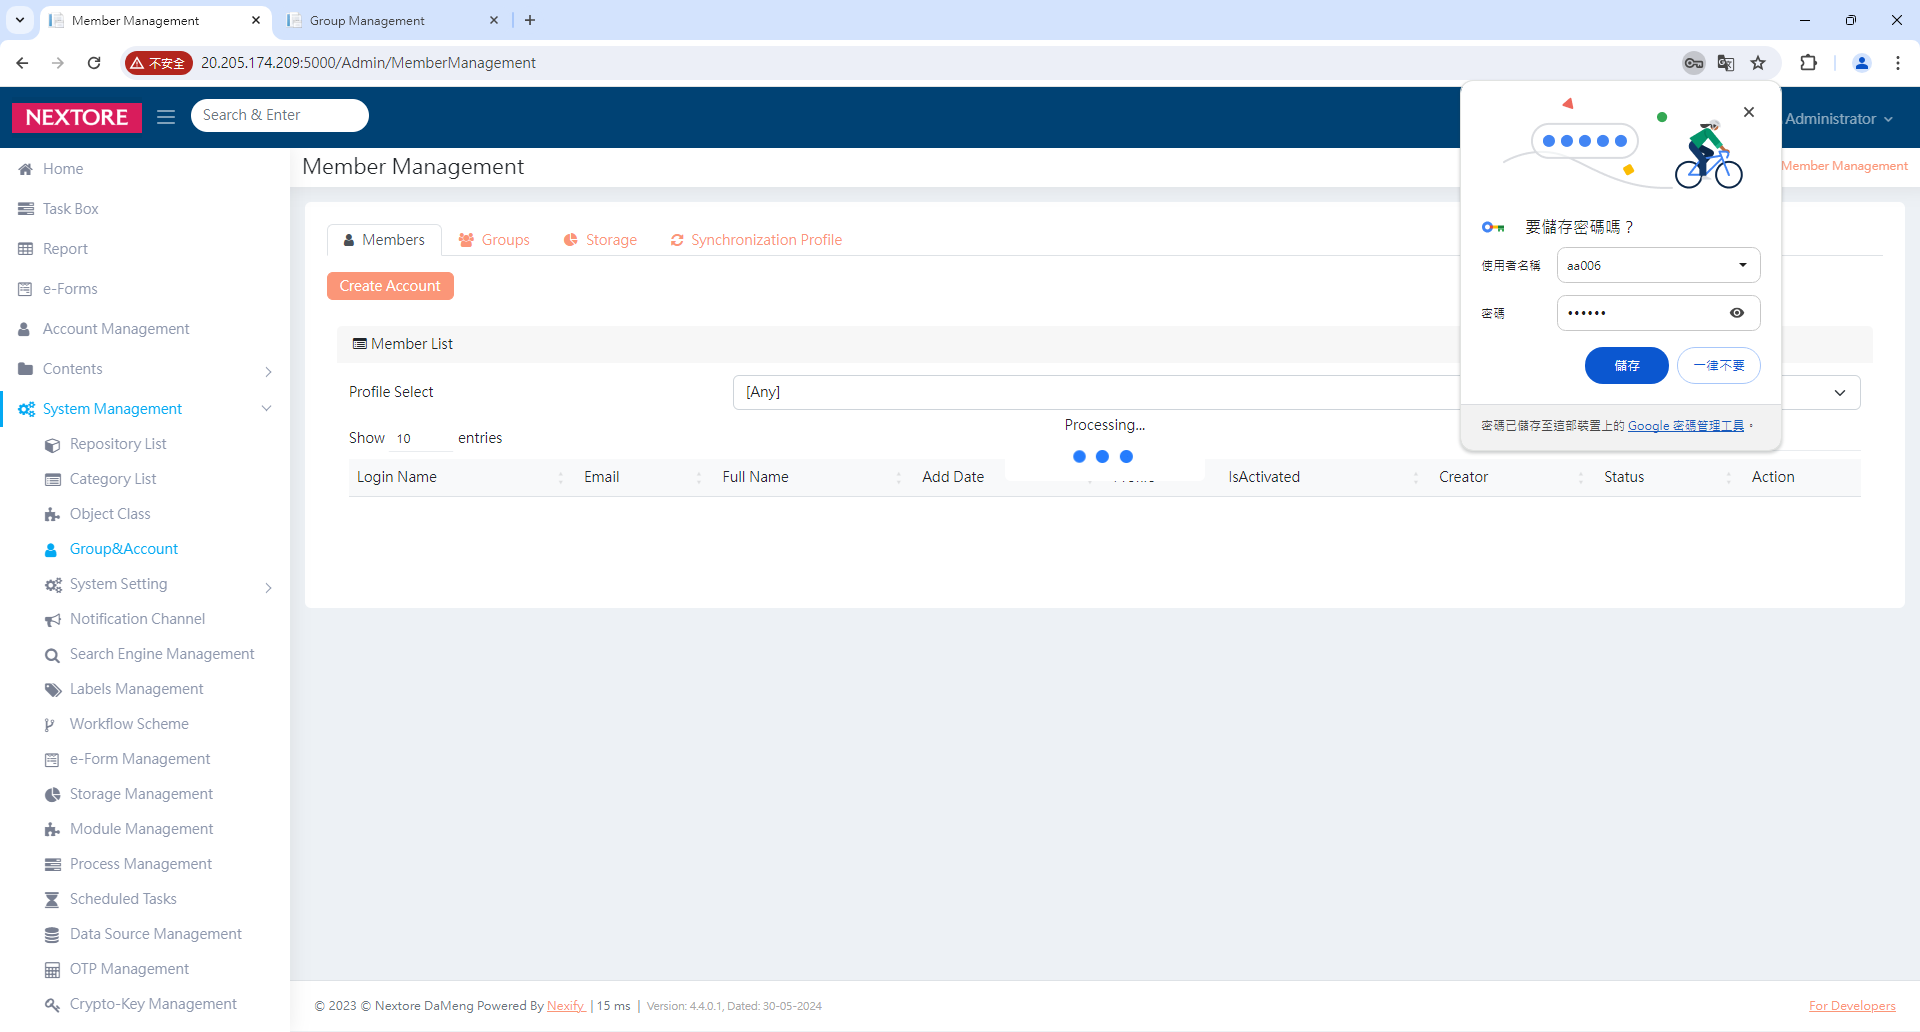 Member Management
Group Management
不安全
20.205.174.209:5000/Admin/MemberManagement
NEXTORE
Search & Enter
Administrator
Home
Task Box
Report
e-Forms
Account Management
Contents
System Management
Repository List
Category List
Object Class
Group&Account
System Setting
Notification Channel
Search Engine Management
Labels Management
Workflow Scheme
e-Form Management
Storage Management
Module Management
Process Management
Scheduled Tasks
Data Source Management
OTP Management
Crypto-Key Management
Member Management
Member Management
Members
Groups
Storage
Synchronization Profile
Create Account
Member List
Profile Select
[Any]
Show 10 entries
Processing...
Login Name
Email
Full Name
Add Date
IsActivated
Creator
Status
Action
要儲存密碼嗎？
使用者名稱
aa006
密碼
••••••
儲存
一律不要
密碼已儲存至這部裝置上的 Google 密碼管理工具。
© 2023 © Nextore DaMeng Powered By Nexify | 15 ms | Version: 4.4.0.1, Dated: 30-05-2024
For Developers